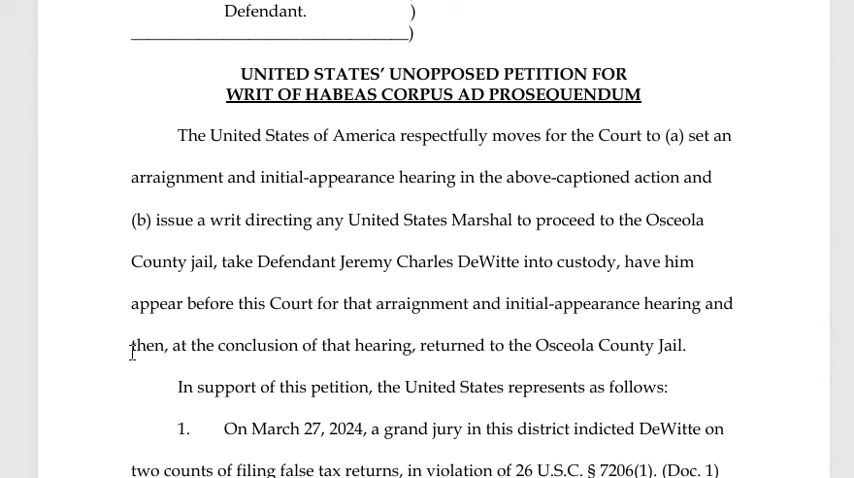 Defendant. )
)
UNITED STATES’ UNOPPOSED PETITION FOR
WRIT OF HABEAS CORPUS AD PROSEQUENDUM
The United States of America respectfully moves for the Court to (a) set an
arraignment and initial-appearance hearing in the above-captioned action and
(b) issue a writ directing any United States Marshal to proceed to the Osceola
County jail, take Defendant Jeremy Charles DeWitte into custody, have him
appear before this Court for that arraignment and initial-appearance hearing and
then, at the conclusion of that hearing, returned to the Osceola County Jail.
In support of this petition, the United States represents as follows:
1. On March 27, 2024, a grand jury in this district indicted DeWitte on
two counts of filing false tax returns, in violation of 26 U.S.C. § 7206(1). (Doc. 1)